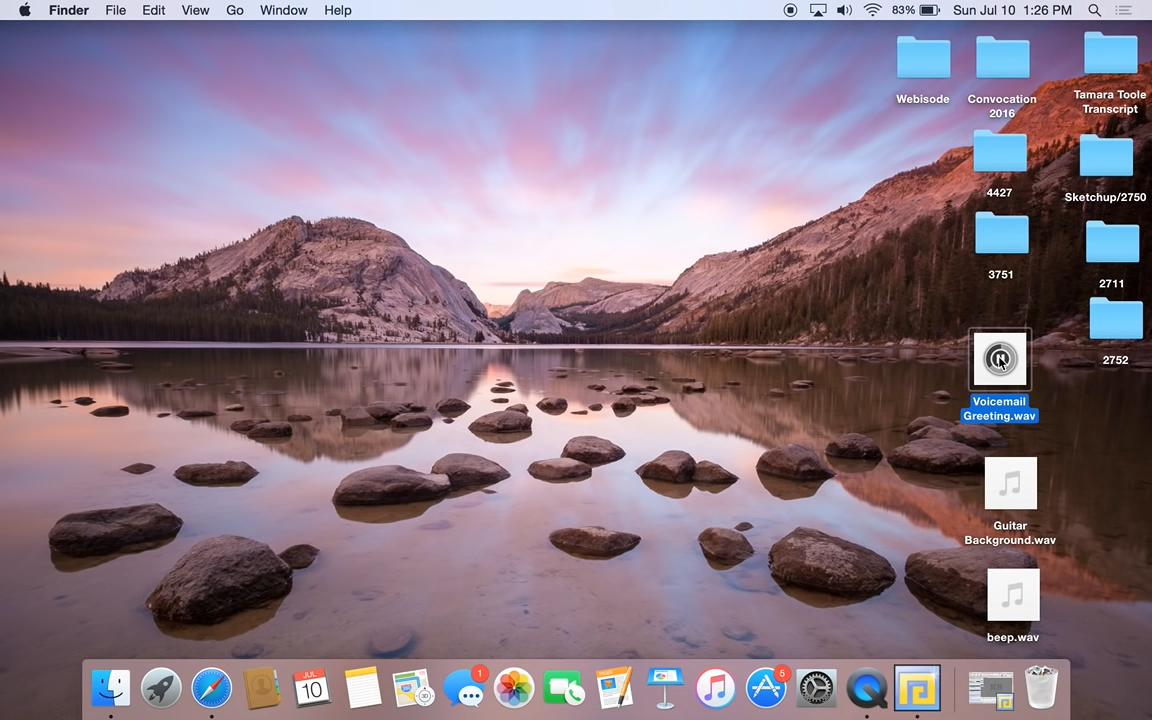 Finder File Edit View Go Window Help 83% Sun Jul 10 1:26 PM
Webisode
Convocation
2016
Tamara Toole
Transcript
4427
Sketchup/2750
3751
2711
2752
Voicemail
Greeting.wav
Guitar
Background.wav
beep.wav
JUL
10
1
5